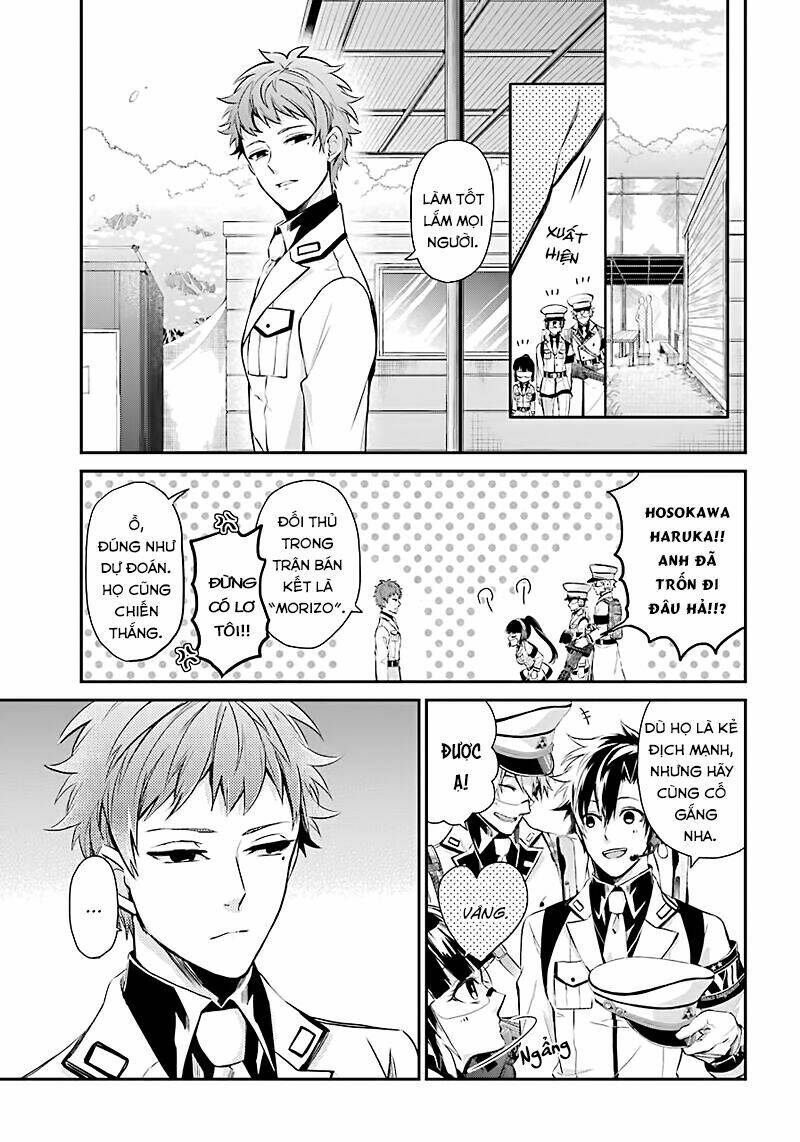 XUẤT
HIỆN
LÀM TỐT
LẮM MỌI
NGƯỜI.
HOSOKAWA
HARUKA!!
ANH ĐÃ
TRỐN ĐI
ĐÂU HẢ!!?
ĐỐI THỦ
TRONG
TRẬN BÁN
KẾT LÀ
"MORIZO".
ĐỪNG
CÓ LƠ
TÔI!!
Ồ,
ĐÚNG NHƯ
DỰ ĐOÁN.
HỌ CŨNG
CHIẾN
THẮNG.
DÙ HỌ LÀ KẺ
ĐỊCH MẠNH,
NHƯNG HÃY
CÙNG CỐ
GẮNG
NHA.
ĐƯỢC
Ạ!
VÂNG.
Ngẩng
...